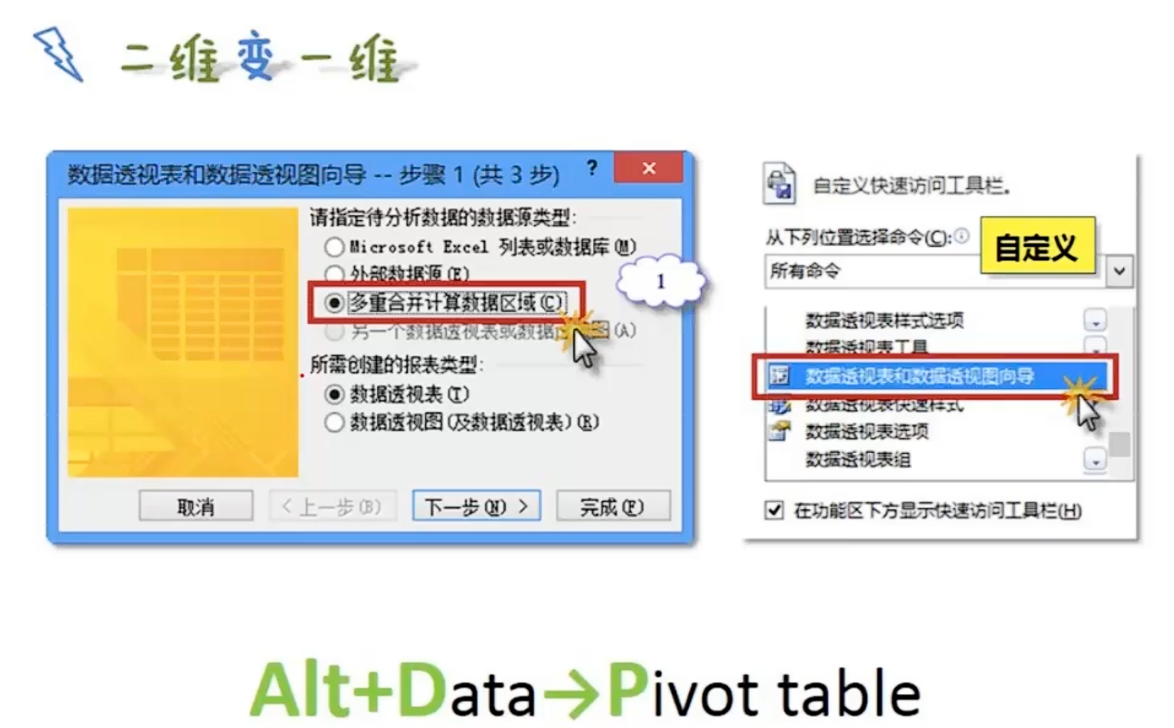 二维变一维
数据透视表和数据透视图向导 -- 步骤 1 (共 3 步)
?
×
请指定待分析数据的数据源类型:
Microsoft Excel 列表或数据库(M)
外部数据源(E)
多重合并计算数据区域(C)
另一个数据透视表或数据透视图(A)
所需创建的报表类型:
数据透视表(T)
数据透视图(及数据透视表)(R)
取消
< 上一步(B)
下一步(N) >
完成(F)
1
自定义快速访问工具栏。
从下列位置选择命令(C):
自定义
所有命令
数据透视表样式选项
数据透视表工具
数据透视表和数据透视图向导
数据透视表快速样式
数据透视表选项
数据透视表组
在功能区下方显示快速访问工具栏(H)
Alt+Data→Pivot table